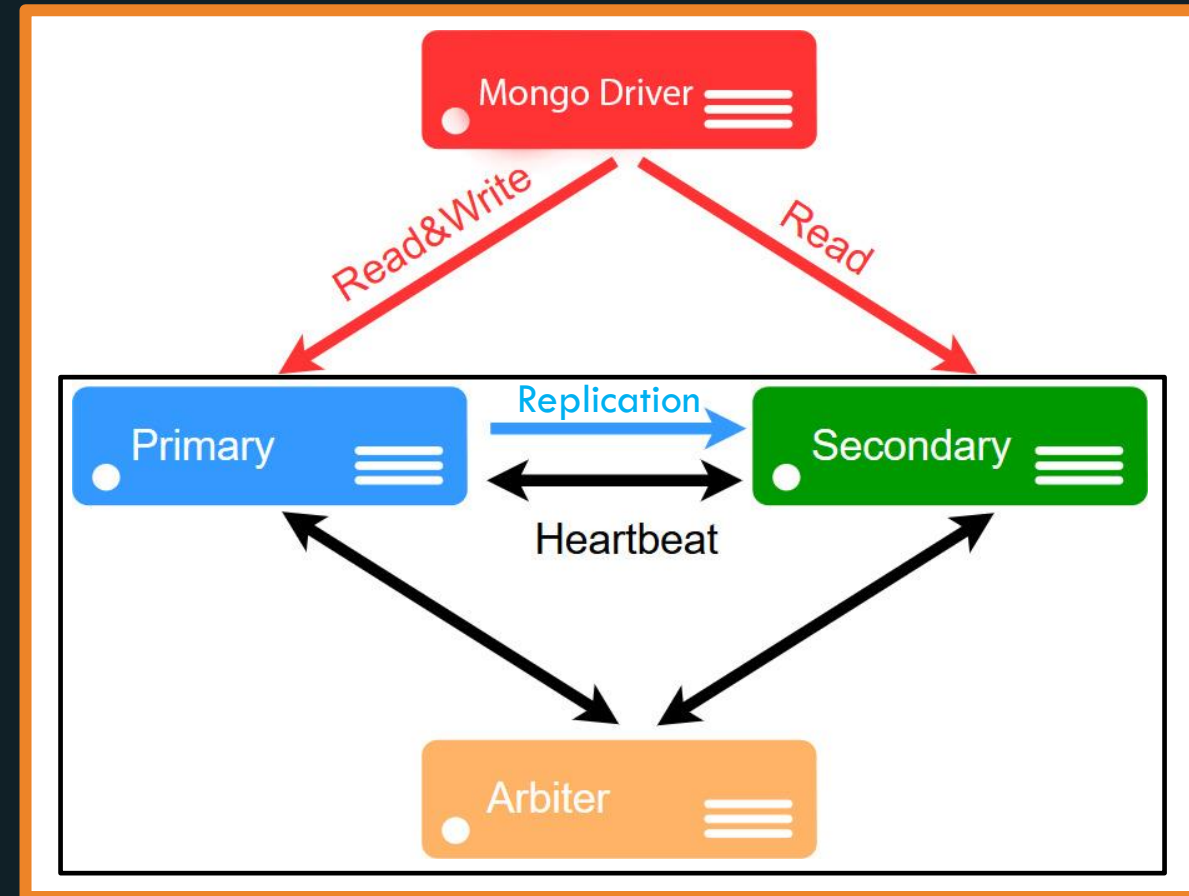 Mongo Driver
Read&Write
Read
Replication
Primary
Secondary
Heartbeat
Arbiter